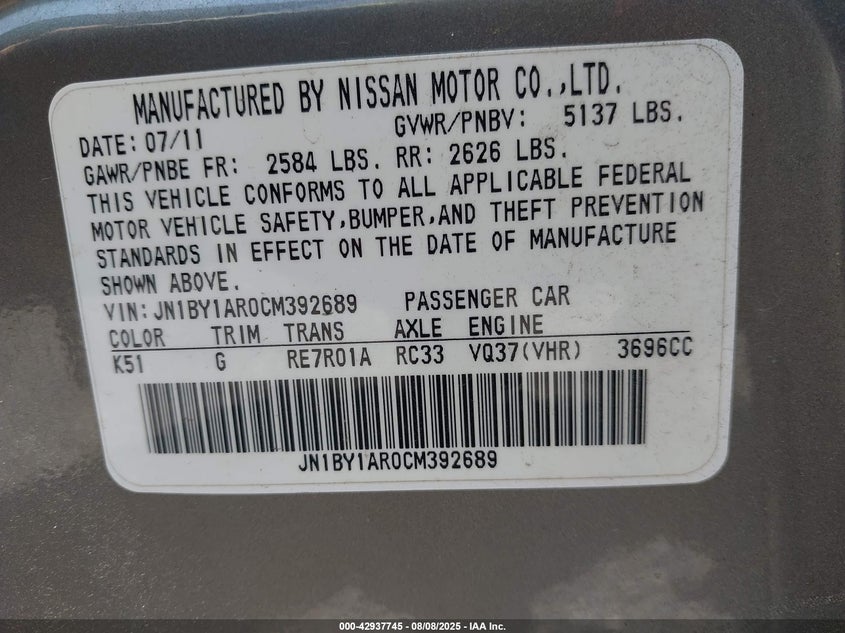 MANUFACTURED BY NISSAN MOTOR CO.,LTD.
DATE: 07/11 GVWR/PNBV: 5137 LBS.
GAWR/PNBE FR: 2584 LBS. RR: 2626 LBS.
THIS VEHICLE CONFORMS TO ALL APPLICABLE FEDERAL
MOTOR VEHICLE SAFETY,BUMPER,AND THEFT PREVENTION
STANDARDS IN EFFECT ON THE DATE OF MANUFACTURE
SHOWN ABOVE.
VIN:JN1BY1AR0CM392689 PASSENGER CAR
COLOR TRIM TRANS AXLE ENGINE
K51 G RE7R01A RC33 VQ37(VHR) 3696CC
JN1BY1AR0CM392689
000-42937745 - 08/08/2025 - IAA Inc.